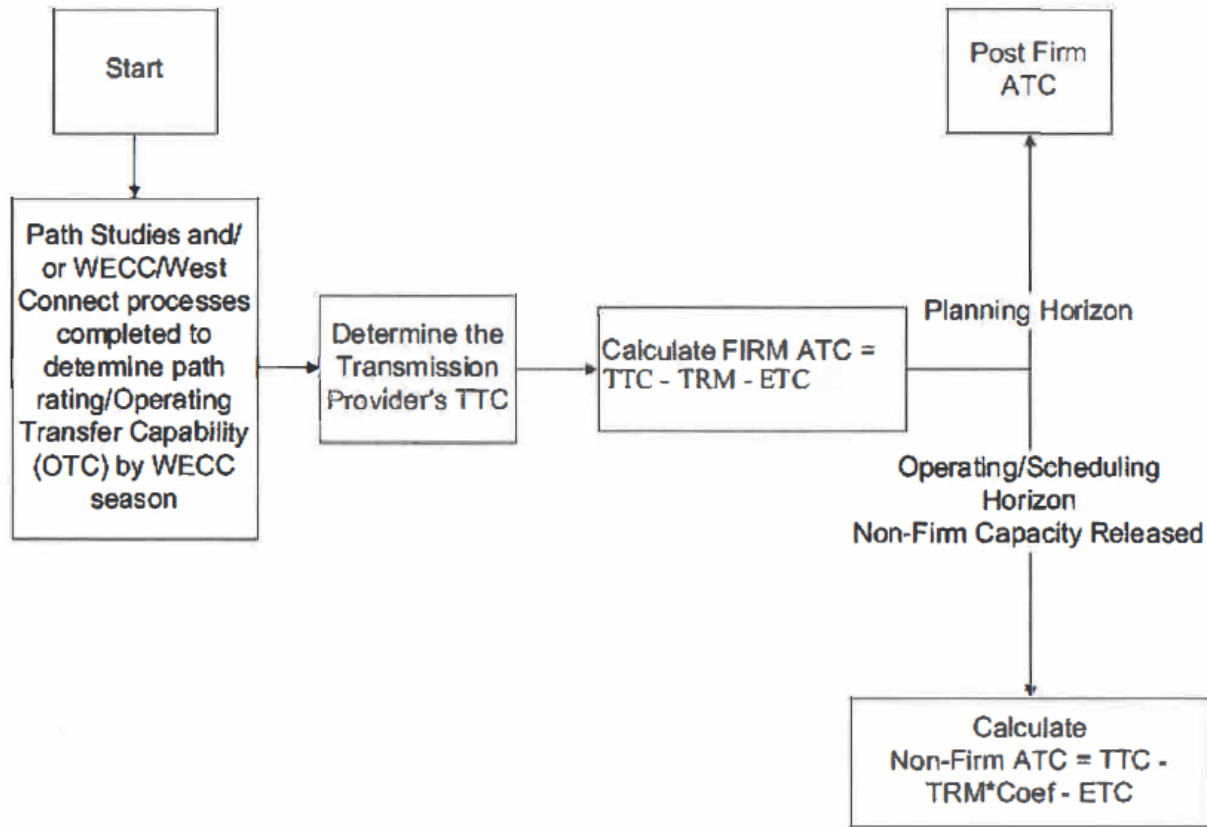 Start
Post Firm
ATC
Path Studies and/
or WECC/West
Connect processes
completed to
determine path
rating/Operating
Transfer Capability
(OTC) by WECC
season
Determine the
Transmission
Provider's TTC
Calculate FIRM ATC =
TTC - TRM - ETC
Planning Horizon
Operating/Scheduling
Horizon
Non-Firm Capacity Released
Calculate
Non-Firm ATC = TTC -
TRM*Coef - ETC